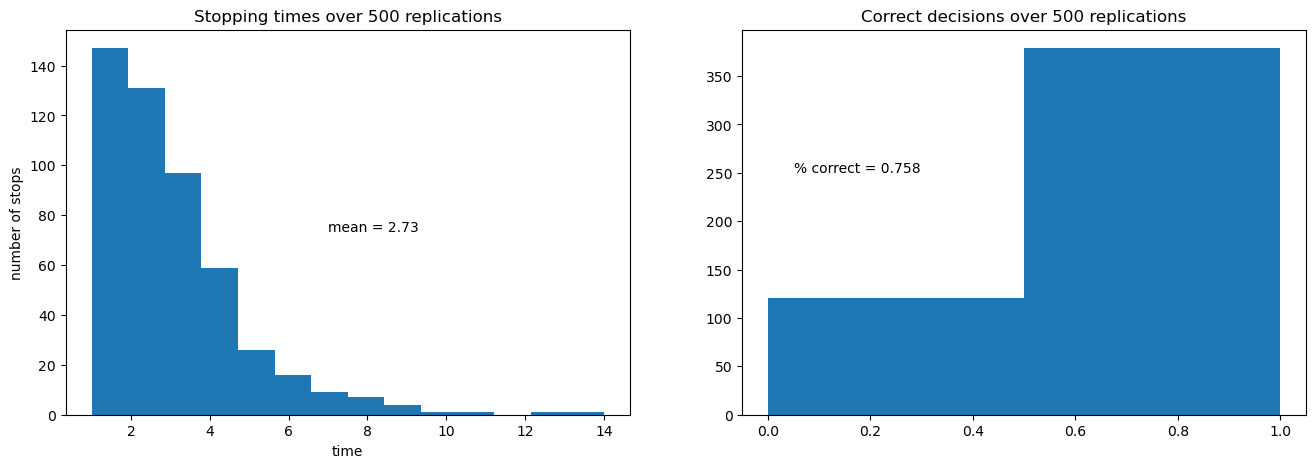 Stopping times over 500 replications
140
120
100
80
60
40
20
0
number of stops
mean = 2.73
2 4 6 8 10 12 14
time
Correct decisions over 500 replications
350
300
250
200
150
100
50
0
% correct = 0.758
0.0 0.2 0.4 0.6 0.8 1.0